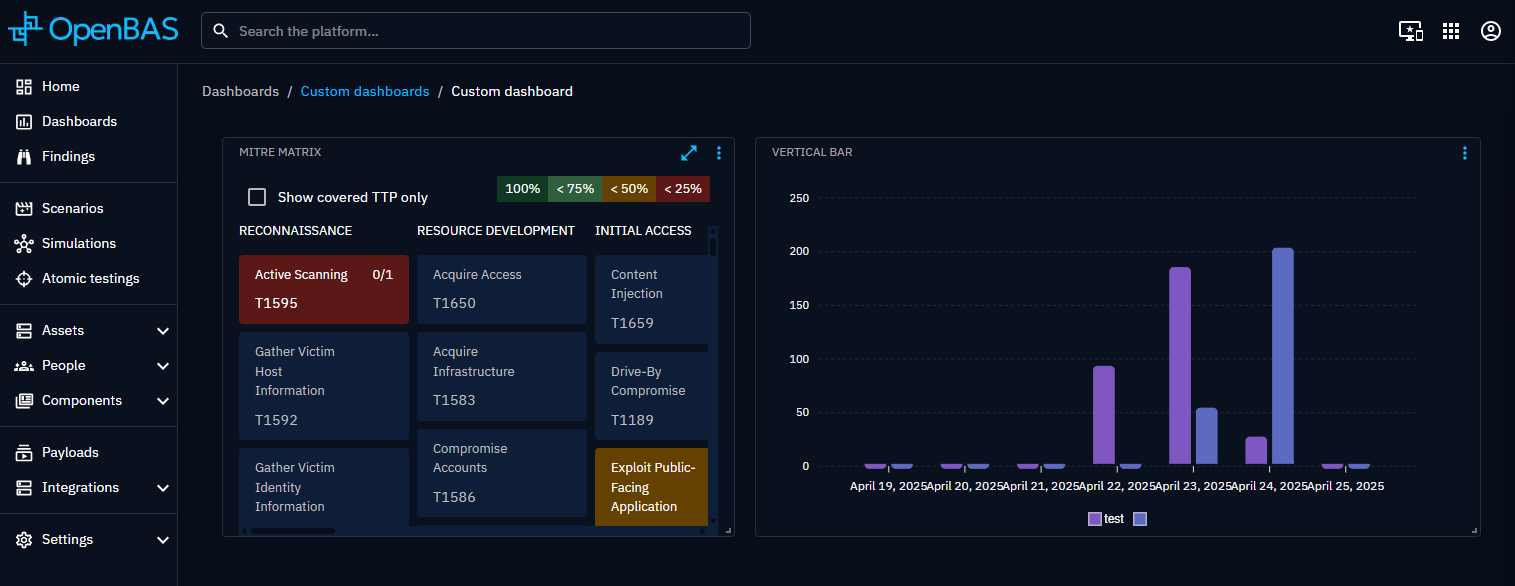 OpenBAS
Search the platform...
Home
Dashboards
Findings
Scenarios
Simulations
Atomic testings
Assets
People
Components
Payloads
Integrations
Settings
Dashboards / Custom dashboards / Custom dashboard
MITRE MATRIX
Show covered TTP only
100% < 75% < 50% < 25%
RECONNAISSANCE RESOURCE DEVELOPMENT INITIAL ACCESS
Active Scanning 0/1
T1595
Gather Victim
Host
Information
T1592
Gather Victim
Identity
Information
Acquire Access
T1650
Acquire
Infrastructure
T1583
Compromise
Accounts
T1586
Content
Injection
T1659
Drive-By
Compromise
T1189
Exploit Public-
Facing
Application
VERTICAL BAR
250
200
150
100
50
0
April 19, 2025 April 20, 2025 April 21, 2025 April 22, 2025 April 23, 2025 April 24, 2025 April 25, 2025
test